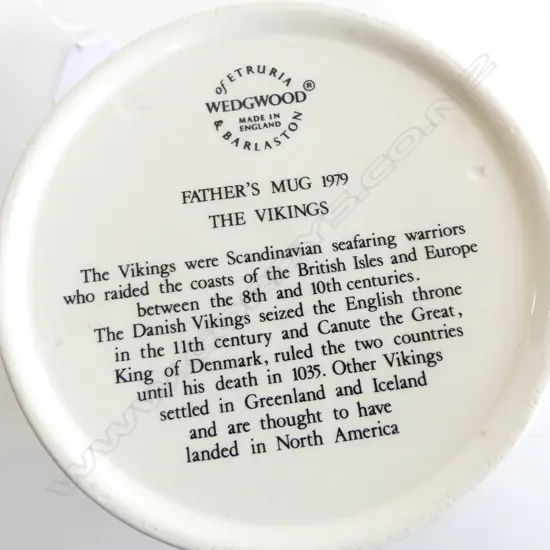 of ETRURIA
WEDGWOOD®
MADE IN
ENGLAND
& BARLASTON
FATHER'S MUG 1979
THE VIKINGS
The Vikings were Scandinavian seafaring warriors
who raided the coasts of the British Isles and Europe
between the 8th and 10th centuries.
The Danish Vikings seized the English throne
in the 11th century and Canute the Great,
King of Denmark, ruled the two countries
until his death in 1035. Other Vikings
settled in Greenland and Iceland
and are thought to have
landed in North America